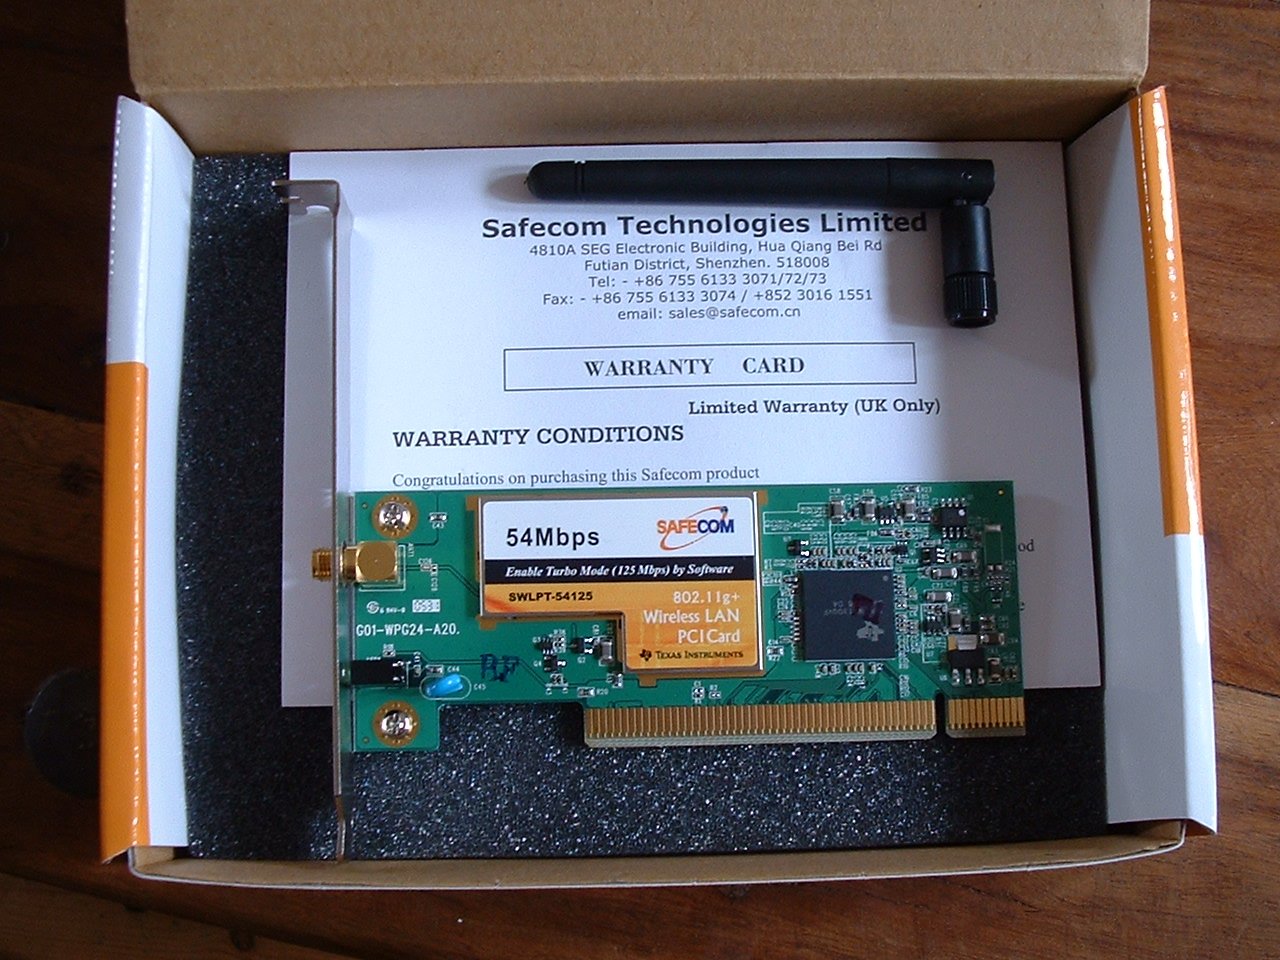 Safecom Technologies Limited
4810A SEG Electronic Building, Hua Qiang Bei Rd
Futian District, Shenzhen. 518008
Tel: - +86 755 6133 3071/72/73
Fax: - +86 755 6133 3074 / +852 3016 1551
email: sales@safecom.cn
WARRANTY CARD
Limited Warranty (UK Only)
WARRANTY CONDITIONS
Congratulations on purchasing this Safecom product
54Mbps
SAFECOM
Enable Turbo Mode (125 Mbps) by Software
SWLPT-54125
802.11g+
Wireless LAN
PCI Card
TEXAS INSTRUMENTS
G01-WPG24-A20.
C44
C45